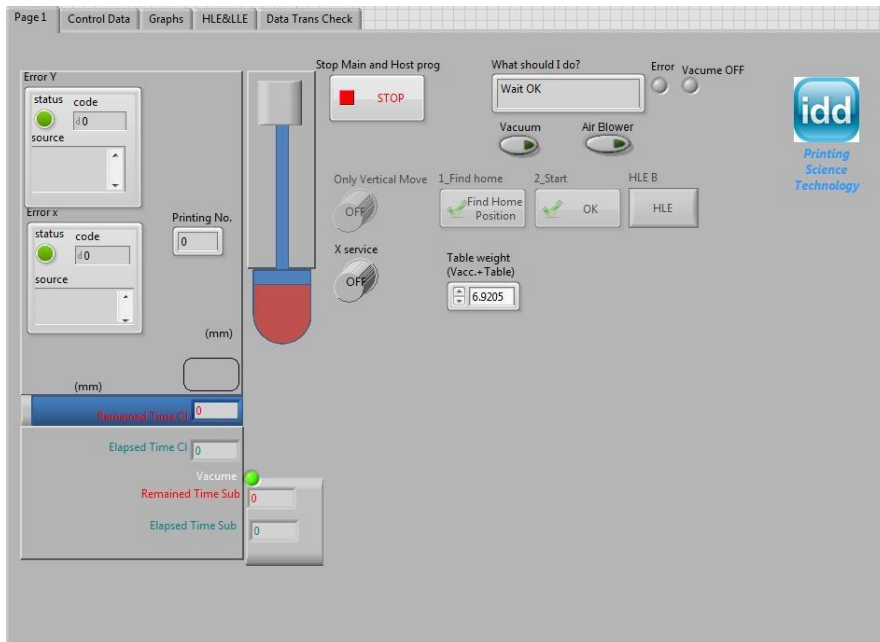 Page 1
Control Data
Graphs
HLE&LLE
Data Trans Check
Stop Main and Host prog
STOP
What should I do?
Wait OK
Error
Vacume OFF
Vacuum
Air Blower
idd
Printing
Science
Technology
Error Y
status
code
d 0
source
Error x
status
code
d 0
source
Printing No.
0
(mm)
(mm)
Only Vertical Move
OFF
1_Find home
Find Home
Position
2_Start
OK
HLE B
HLE
X service
OFF
Table weight
(Vacc.+Table)
6.9205
Remained Time Cl
0
Elapsed Time Cl
0
Vacume
Remained Time Sub
0
Elapsed Time Sub
0